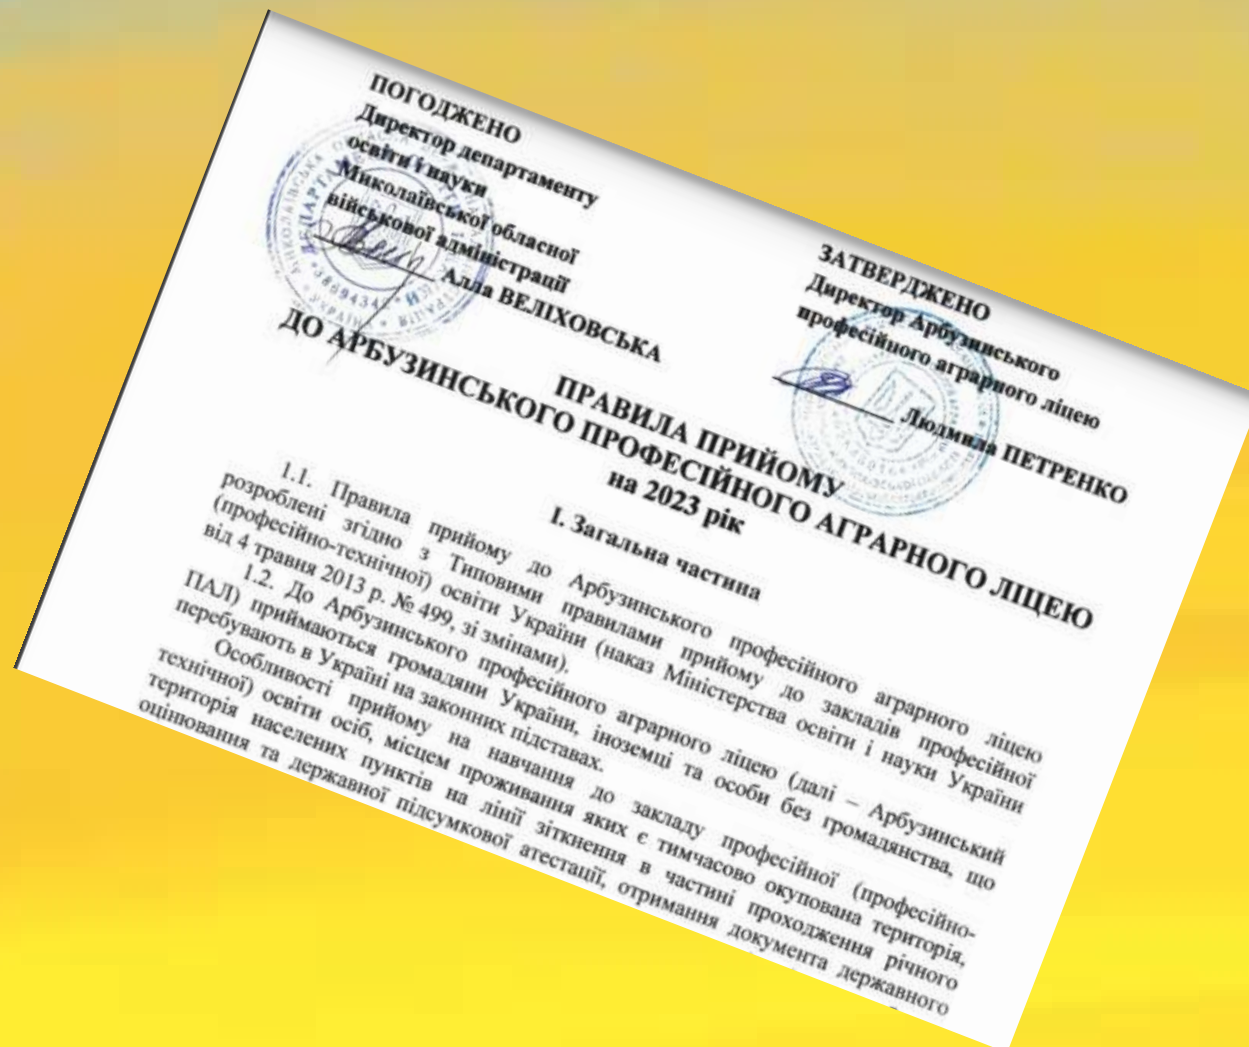 ПОГОДЖЕНО
Директор департаменту
освіти і науки
Миколаївської обласної
військової адміністрації
Алла ВЕЛІХОВСЬКА
ЗАТВЕРДЖЕНО
Директор Арбузинського
професійного аграрного ліцею
Людмила ПЕТРЕНКО
ПРАВИЛА ПРИЙОМУ
ДО АРБУЗИНСЬКОГО ПРОФЕСІЙНОГО АГРАРНОГО ЛІЦЕЮ
на 2023 рік
І. Загальна частина
1.1. Правила прийому до Арбузинського професійного аграрного ліцею
розроблені згідно з Типовими правилами прийому до закладів професійної
(професійно-технічної) освіти України (наказ Міністерства освіти і науки України
від 4 травня 2013 р. № 499, зі змінами).
1.2. До Арбузинського професійного аграрного ліцею (далі – Арбузинський
ПАЛ) приймаються громадяни України, іноземці та особи без громадянства, що
перебувають в Україні на законних підставах.
Особливості прийому на навчання до закладу професійної (професійно-
технічної) освіти осіб, місцем проживання яких є тимчасово окупована територія,
територія населених пунктів на лінії зіткнення в частині проходження річного
оцінювання та державної підсумкової атестації, отримання документа державного